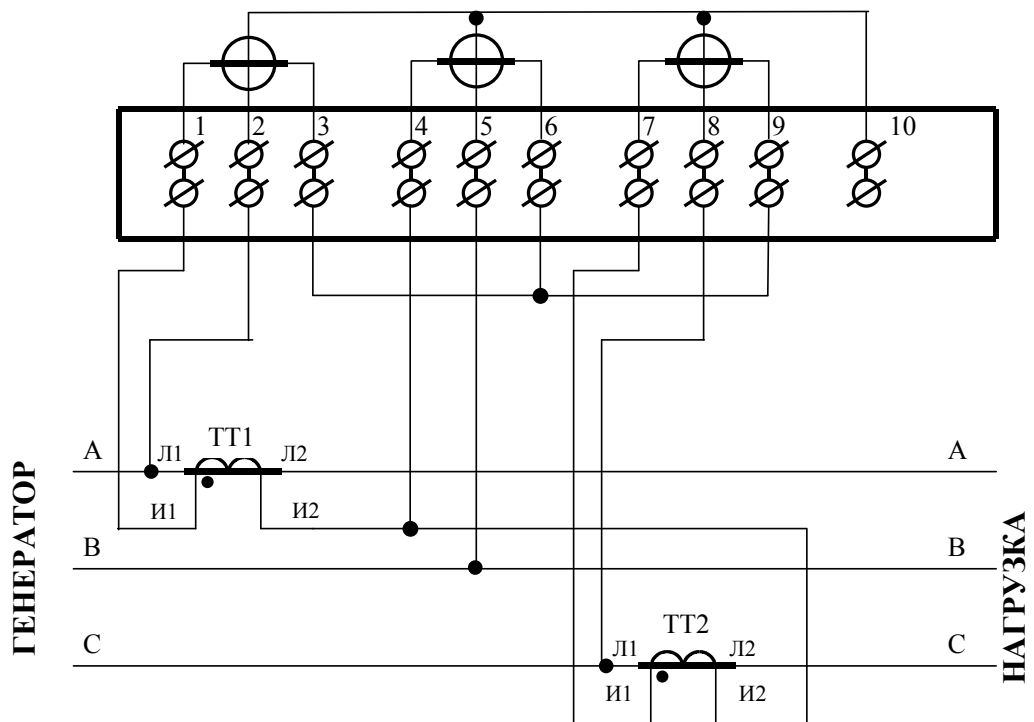 1 2 3 4 5 6 7 8 9 10
ТТ1
А Л1 Л2 А
И1 И2
В В
ТТ2
С Л1 Л2 С
И1 И2
ГЕНЕРАТОР
НАГРУЗКА